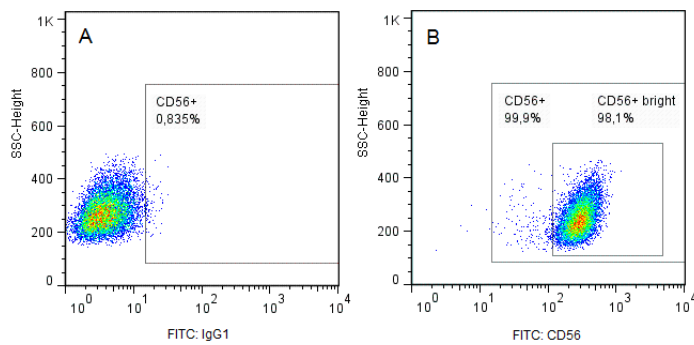 A
1K
800
600
400
200
0
SSC-Height
CD56+
0,835%
10^0 10^1 10^2 10^3 10^4
FITC: IgG1
B
1K
800
600
400
200
0
SSC-Height
CD56+ CD56+ bright
99,9% 98,1%
10^0 10^1 10^2 10^3 10^4
FITC: CD56